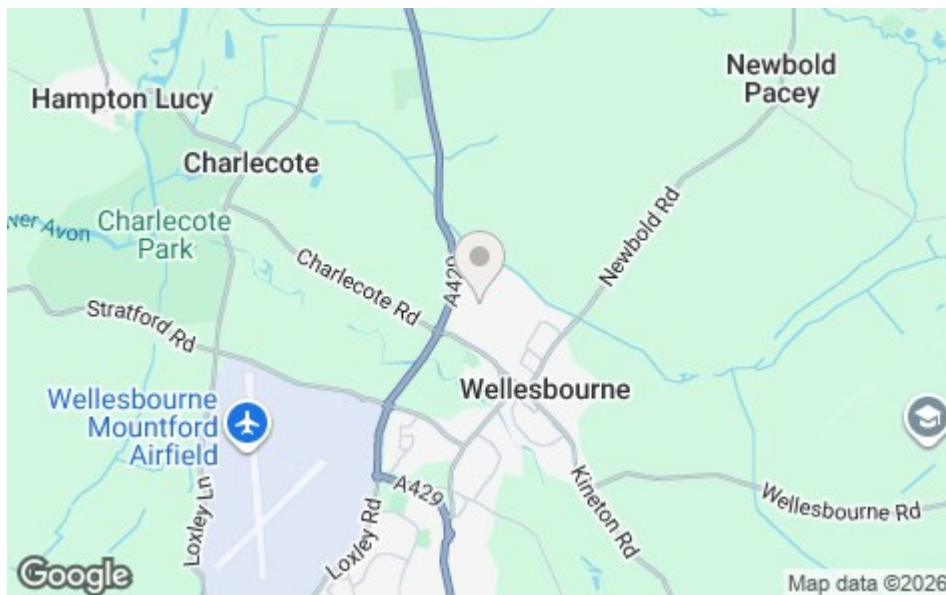 Newbold
Pacey
Hampton Lucy
Charlecote
Charlecote
Park
er Avon
Newbold Rd
A429
Charlecote Rd
Stratford Rd
Wellesbourne
Wellesbourne
Mountford
Airfield
A429
Kineton Rd
Wellesbourne Rd
Loxley Ln
Loxley Rd
Google
Map data ©2026